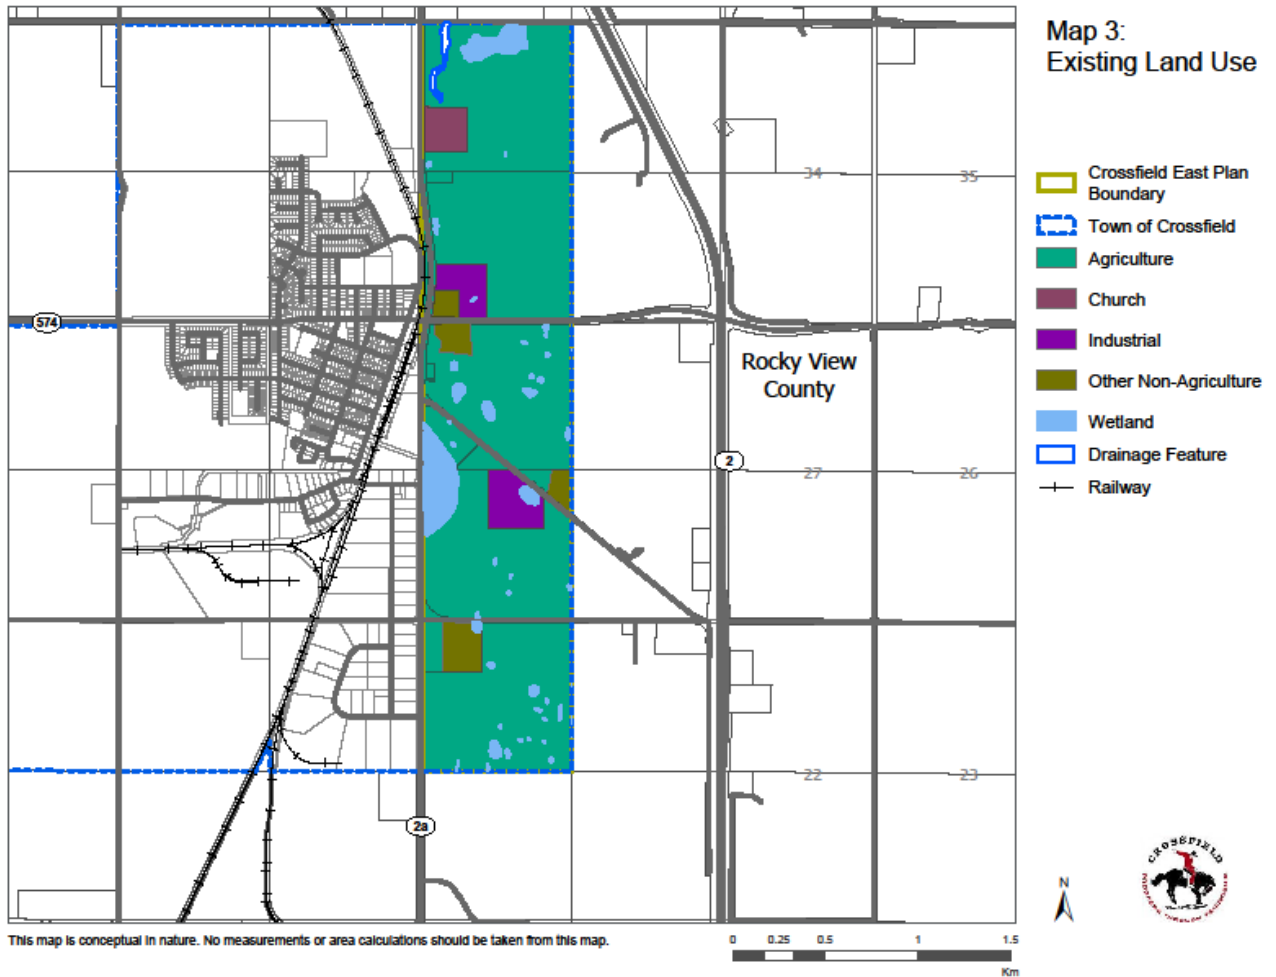 Map 3:
Existing Land Use
Crossfield East Plan
Boundary
Town of Crossfield
Agriculture
Church
Industrial
Other Non-Agriculture
Wetland
Drainage Feature
Railway
34
35
574
Rocky View
County
2
27
26
22
23
2a
N
CROSSFIELD
This map is conceptual in nature. No measurements or area calculations should be taken from this map.
0 0.25 0.5 1 1.5
Km